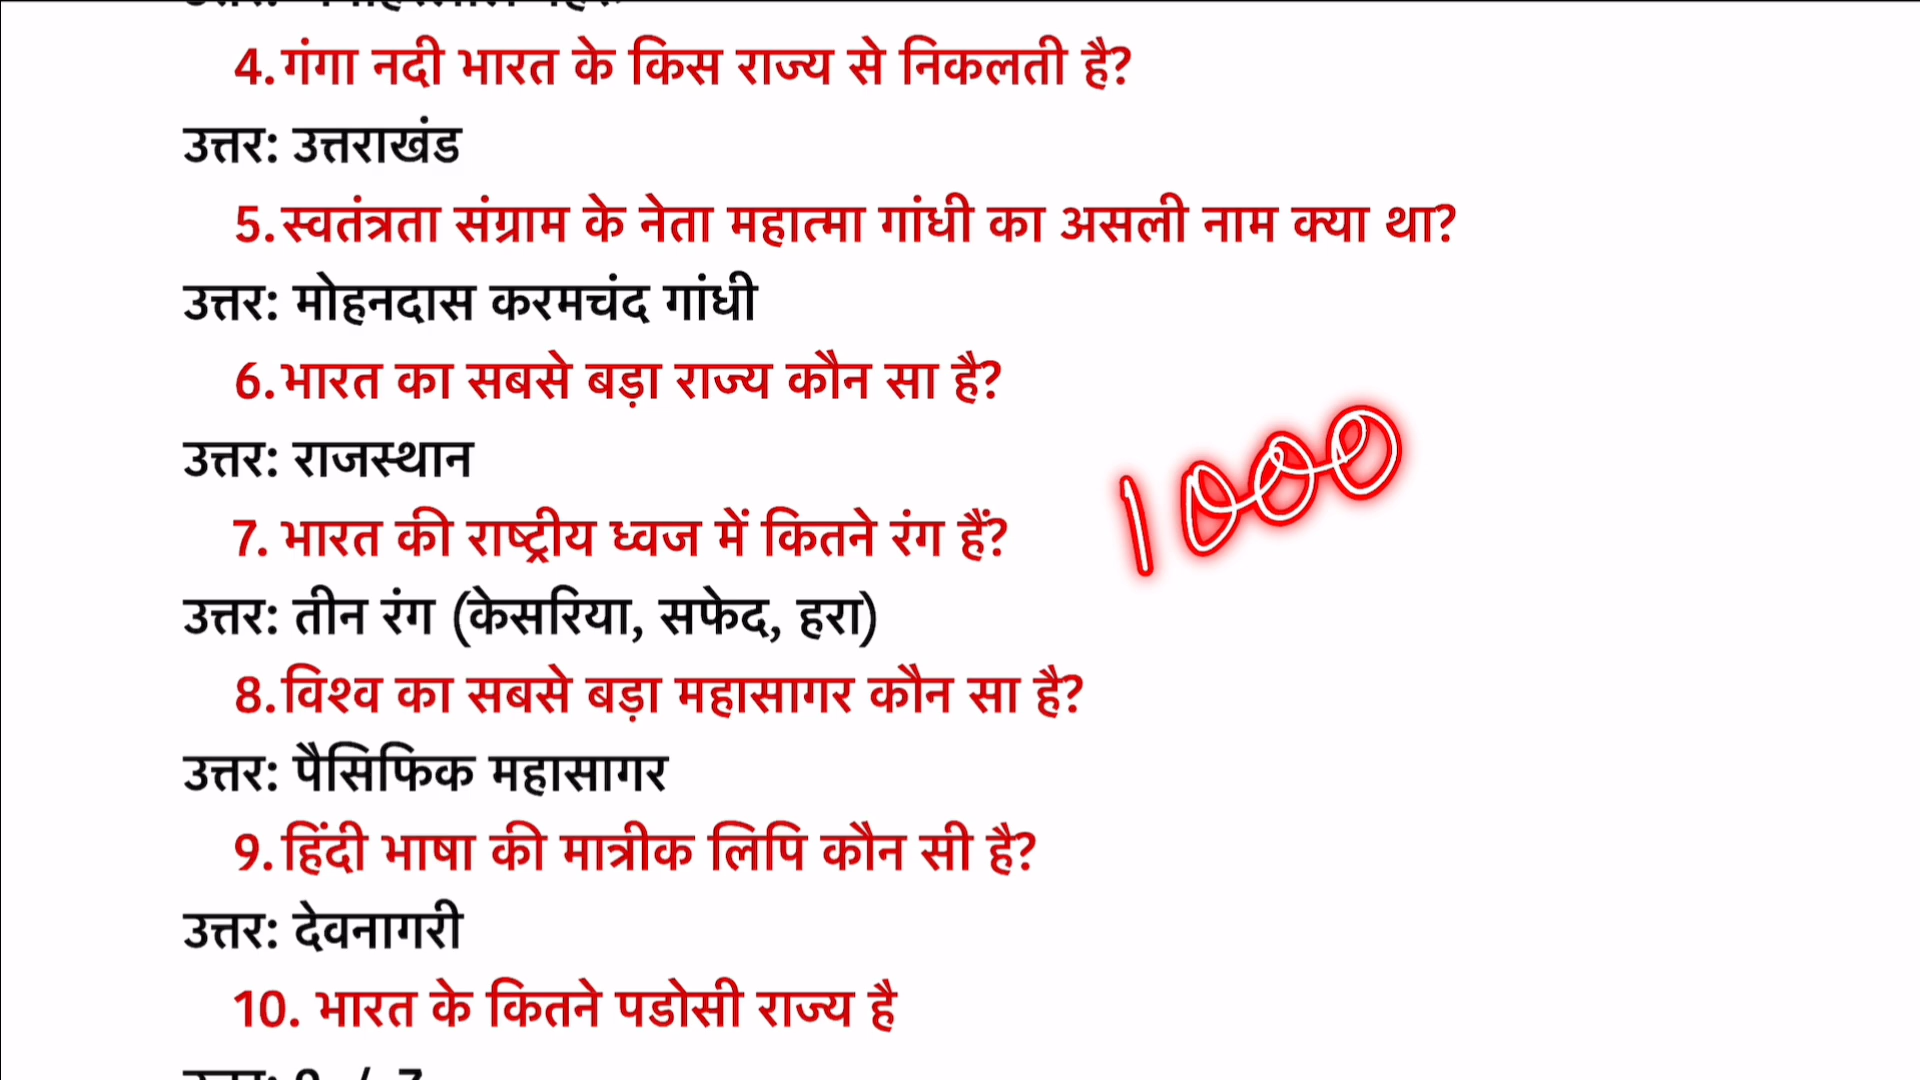 4. गंगा नदी भारत के किस राज्य से निकलती है?
उत्तर: उत्तराखंड
5. स्वतंत्रता संग्राम के नेता महात्मा गांधी का असली नाम क्या था?
उत्तर: मोहनदास करमचंद गांधी
6. भारत का सबसे बड़ा राज्य कौन सा है?
उत्तर: राजस्थान
7. भारत की राष्ट्रीय ध्वज में कितने रंग हैं?
1000
उत्तर: तीन रंग (केसरिया, सफेद, हरा)
8. विश्व का सबसे बड़ा महासागर कौन सा है?
उत्तर: पैसिफिक महासागर
9. हिंदी भाषा की मात्रीक लिपि कौन सी है?
उत्तर: देवनागरी
10. भारत के कितने पडोसी राज्य है